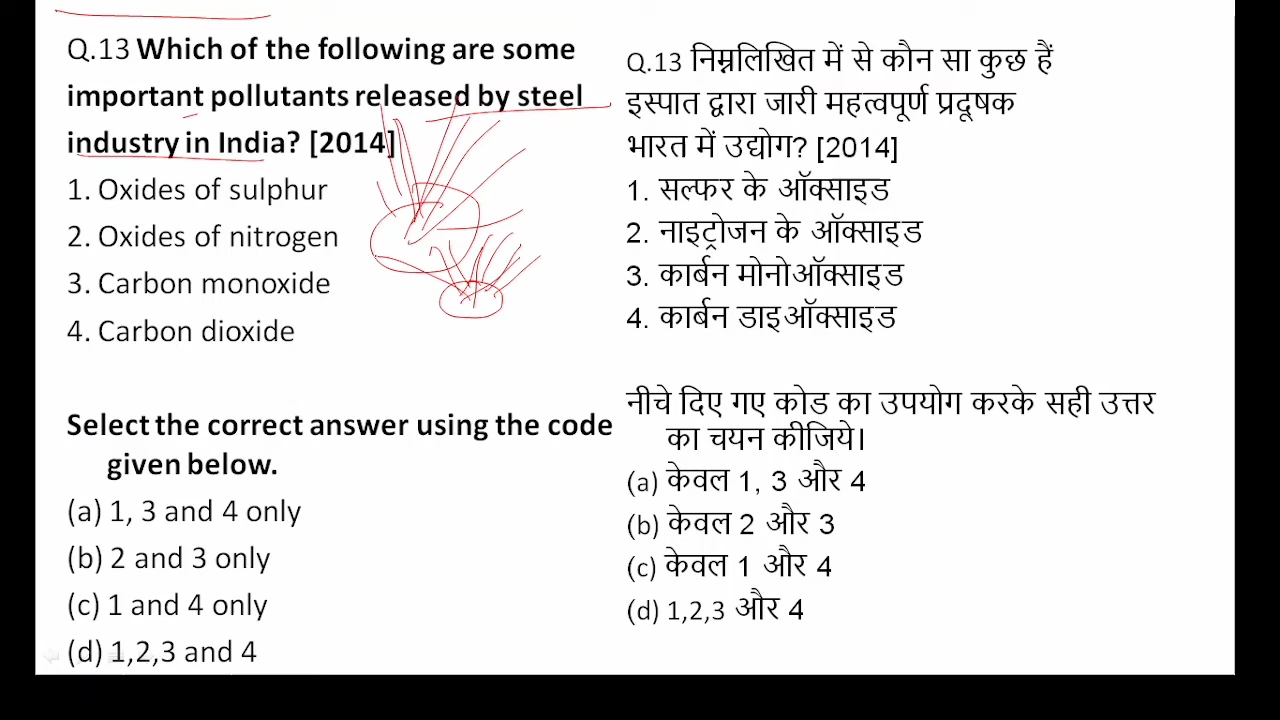 Q.13 Which of the following are some
important pollutants released by steel
industry in India? [2014]
1. Oxides of sulphur
2. Oxides of nitrogen
3. Carbon monoxide
4. Carbon dioxide
Select the correct answer using the code
given below.
(a) 1, 3 and 4 only
(b) 2 and 3 only
(c) 1 and 4 only
(d) 1,2,3 and 4
Q.13 निम्नलिखित में से कौन सा कुछ हैं
इस्पात द्वारा जारी महत्वपूर्ण प्रदूषक
भारत में उद्योग? [2014]
1. सल्फर के ऑक्साइड
2. नाइट्रोजन के ऑक्साइड
3. कार्बन मोनोऑक्साइड
4. कार्बन डाइऑक्साइड
नीचे दिए गए कोड का उपयोग करके सही उत्तर
का चयन कीजिये।
(a) केवल 1, 3 और 4
(b) केवल 2 और 3
(c) केवल 1 और 4
(d) 1,2,3 और 4